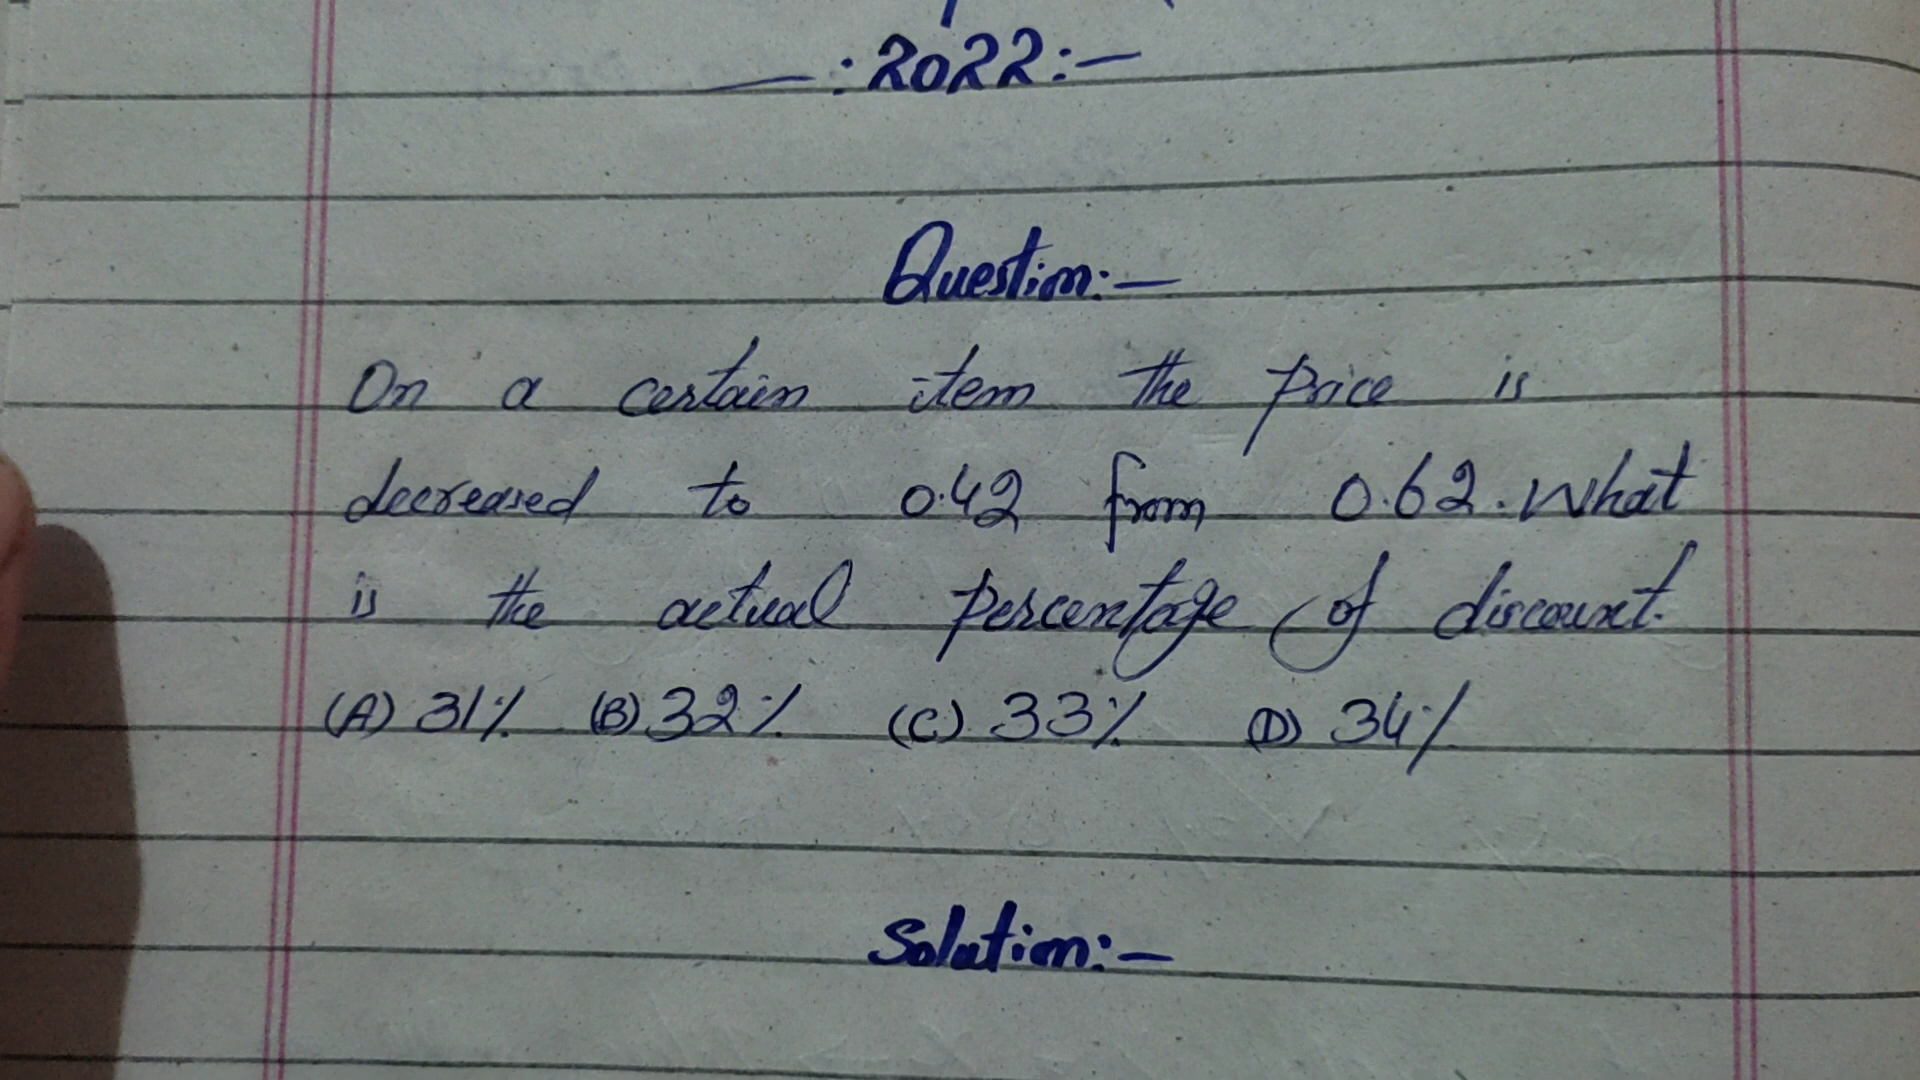 —:2022:—
Question:—
On a certain item the price is
decreased to 0.42 from 0.62. What
is the actual percentage of discount.
(A) 31% (B) 32% (C) 33% (D) 34%
Solution:—